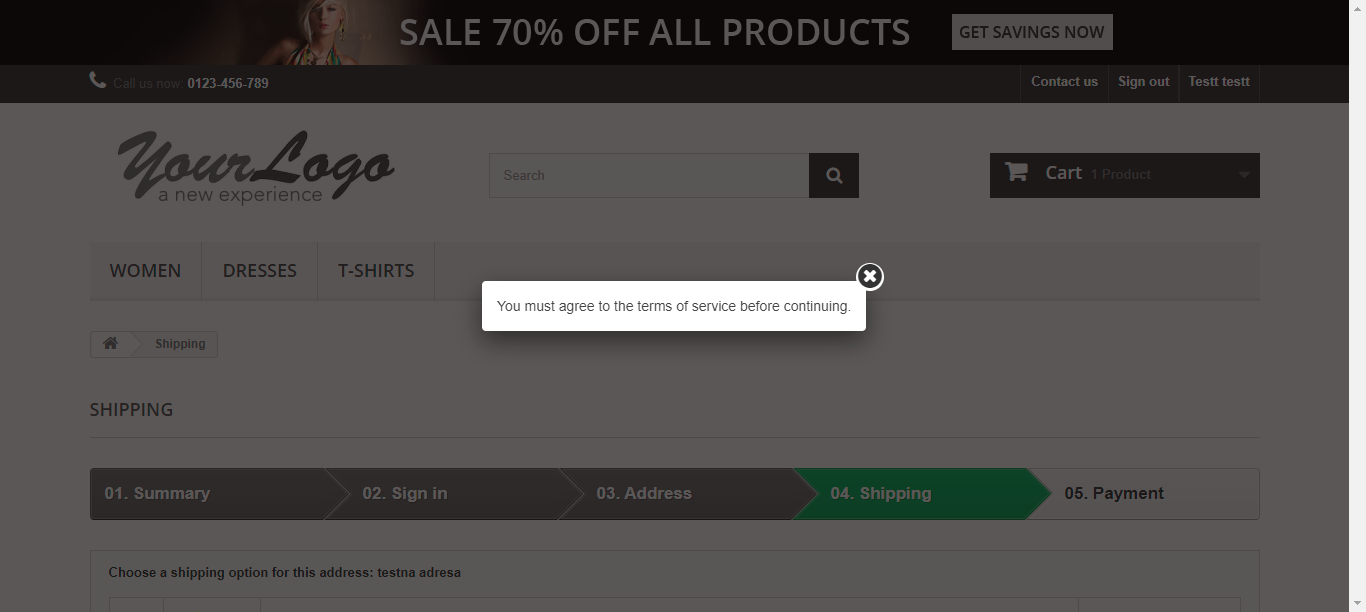 SALE 70% OFF ALL PRODUCTS GET SAVINGS NOW
Call us now: 0123-456-789
Contact us Sign out Testt testt
Your Logo
a new experience
Search
Cart 1 Product
WOMEN DRESSES T-SHIRTS
You must agree to the terms of service before continuing.
Shipping
SHIPPING
01. Summary 02. Sign in 03. Address 04. Shipping 05. Payment
Choose a shipping option for this address: testna adresa